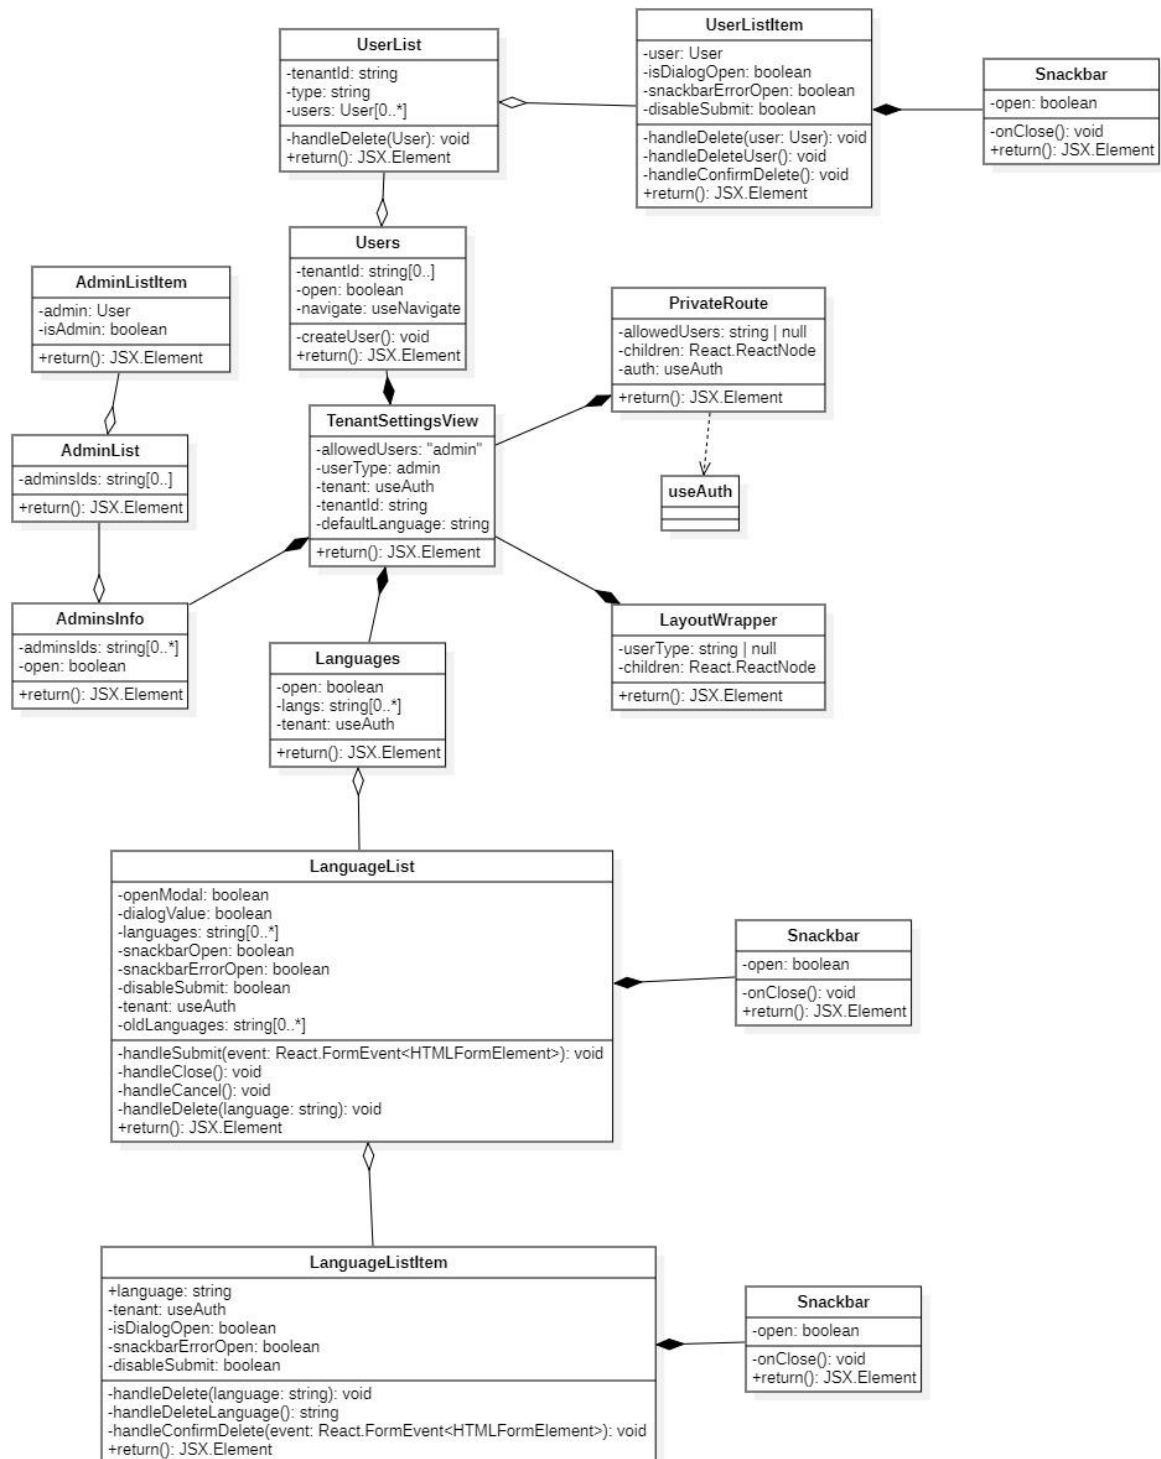 UserList
-tenantId: string
-type: string
-users: User[0..*]
-handleDelete(User): void
+return(): JSX.Element
UserListItem
-user: User
-isDialogOpen: boolean
-snackbarErrorOpen: boolean
-disableSubmit: boolean
-handleDelete(user: User): void
-handleDeleteUser(): void
-handleConfirmDelete(): void
+return(): JSX.Element
Snackbar
-open: boolean
-onClose(): void
+return(): JSX.Element
Users
-tenantId: string[0..]
-open: boolean
-navigate: useNavigate
-createUser(): void
+return(): JSX.Element
AdminListItem
-admin: User
-isAdmin: boolean
+return(): JSX.Element
PrivateRoute
-allowedUsers: string | null
-children: React.ReactNode
-auth: useAuth
+return(): JSX.Element
TenantSettingsView
-allowedUsers: "admin"
-userType: admin
-tenant: useAuth
-tenantId: string
-defaultLanguage: string
+return(): JSX.Element
AdminList
-adminsIds: string[0..]
+return(): JSX.Element
useAuth
AdminsInfo
-adminsIds: string[0..*]
-open: boolean
+return(): JSX.Element
LayoutWrapper
-userType: string | null
-children: React.ReactNode
+return(): JSX.Element
Languages
-open: boolean
-langs: string[0..*]
-tenant: useAuth
+return(): JSX.Element
LanguageList
-openModal: boolean
-dialogValue: boolean
-languages: string[0..*]
-snackbarOpen: boolean
-snackbarErrorOpen: boolean
-disableSubmit: boolean
-tenant: useAuth
-oldLanguages: string[0..*]
-handleSubmit(event: React.FormEvent<HTMLFormElement>): void
-handleClose(): void
-handleCancel(): void
-handleDelete(language: string): void
+return(): JSX.Element
Snackbar
-open: boolean
-onClose(): void
+return(): JSX.Element
LanguageListItem
+language: string
-tenant: useAuth
-isDialogOpen: boolean
-snackbarErrorOpen: boolean
-disableSubmit: boolean
-handleDelete(language: string): void
-handleDeleteLanguage(): string
-handleConfirmDelete(event: React.FormEvent<HTMLFormElement>): void
+return(): JSX.Element
Snackbar
-open: boolean
-onClose(): void
+return(): JSX.Element